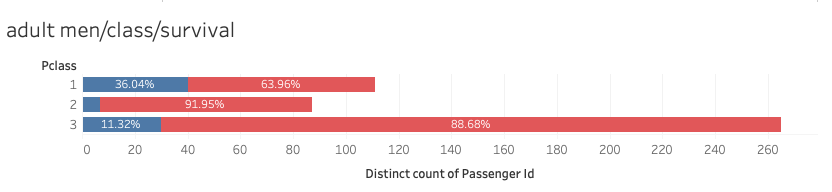 adult men/class/survival
Pclass
1 36.04% 63.96%
2 91.95%
3 11.32% 88.68%
0 20 40 60 80 100 120 140 160 180 200 220 240 260
Distinct count of Passenger Id